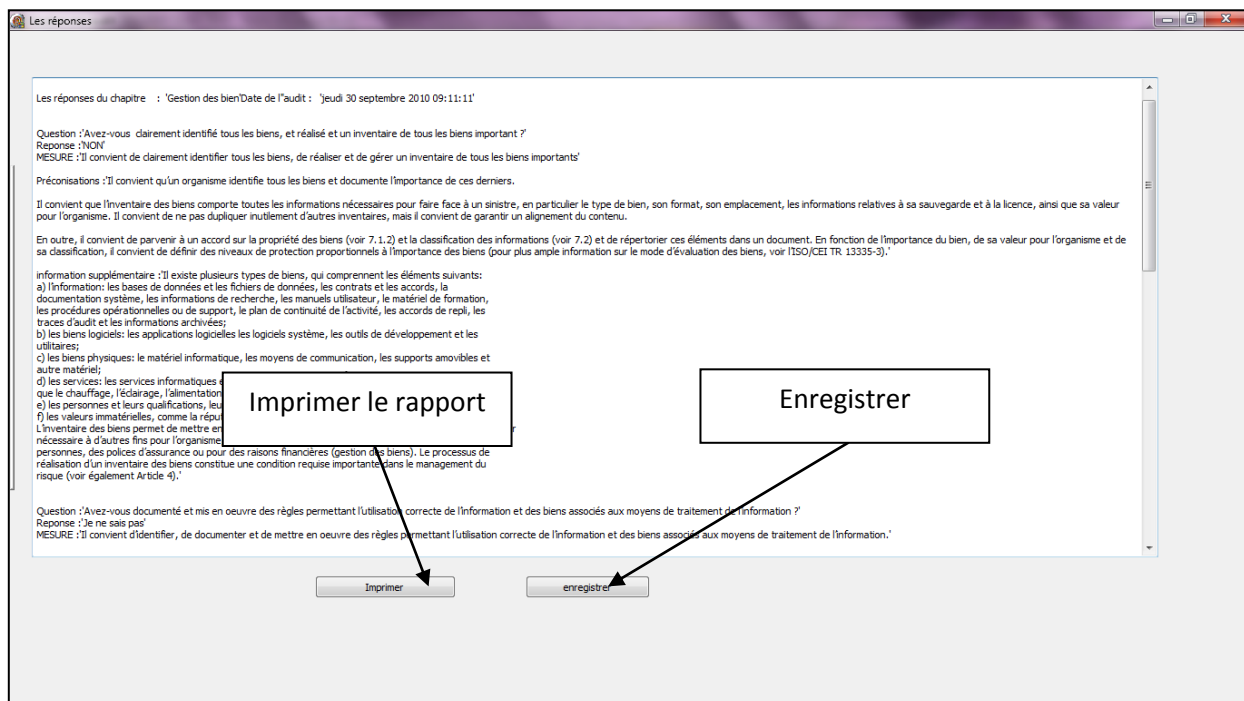 Les réponses
Les réponses du chapitre : 'Gestion des bien'Date de l''audit : 'jeudi 30 septembre 2010 09:11:11'
Question :'Avez-vous clairement identifié tous les biens, et réalisé et un inventaire de tous les biens important ?'
Reponse :'NON'
MESURE :'Il convient de clairement identifier tous les biens, de réaliser et de gérer un inventaire de tous les biens importants'
Préconisations :'Il convient qu'un organisme identifie tous les biens et documente l'importance de ces derniers.
Il convient que l'inventaire des biens comporte toutes les informations nécessaires pour faire face à un sinistre, en particulier le type de bien, son format, son emplacement, les informations relatives à sa sauvegarde et à la licence, ainsi que sa valeur
pour l'organisme. Il convient de ne pas dupliquer inutilement d'autres inventaires, mais il convient de garantir un alignement du contenu.
En outre, il convient de parvenir à un accord sur la propriété des biens (voir 7.1.2) et la classification des informations (voir 7.2) et de répertorier ces éléments dans un document. En fonction de l'importance du bien, de sa valeur pour l'organisme et de
sa classification, il convient de définir des niveaux de protection proportionnels à l'importance des biens (pour plus ample information sur le mode d'évaluation des biens, voir l'ISO/CEI TR 13335-3).'
information supplémentaire :'Il existe plusieurs types de biens, qui comprennent les éléments suivants:
a) l'information: les bases de données et les fichiers de données, les contrats et les accords, la
documentation système, les informations de recherche, les manuels utilisateur, le matériel de formation,
les procédures opérationnelles ou de support, le plan de continuité de l'activité, les accords de repli, les
traces d'audit et les informations archivées;
b) les biens logiciels: les applications logicielles les logiciels système, les outils de développement et les
utilitaires;
c) les biens physiques: le matériel informatique, les moyens de communication, les supports amovibles et
autre matériel;
d) les services: les services informatiques
que le chauffage, l'éclairage, l'alimentation
e) les personnes et leurs qualifications,
f) les valeurs immatérielles, comme la
L'inventaire des biens permet de mettre
nécessaire à d'autres fins pour l'organisme
personnes, des polices d'assurance ou pour des raisons financières (gestion des biens). Le processus de
réalisation d'un inventaire des biens constitue une condition requise importante dans le management du
risque (voir également Article 4).'
Imprimer le rapport
Enregistrer
Question :'Avez-vous documenté et mis en oeuvre des règles permettant l'utilisation correcte de l'information et des biens associés aux moyens de traitement de l'information ?'
Reponse :'Je ne sais pas'
MESURE :'Il convient d'identifier, de documenter et de mettre en oeuvre des règles permettant l'utilisation correcte de l'information et des biens associés aux moyens de traitement de l'information.'
Imprimer
enregistrer